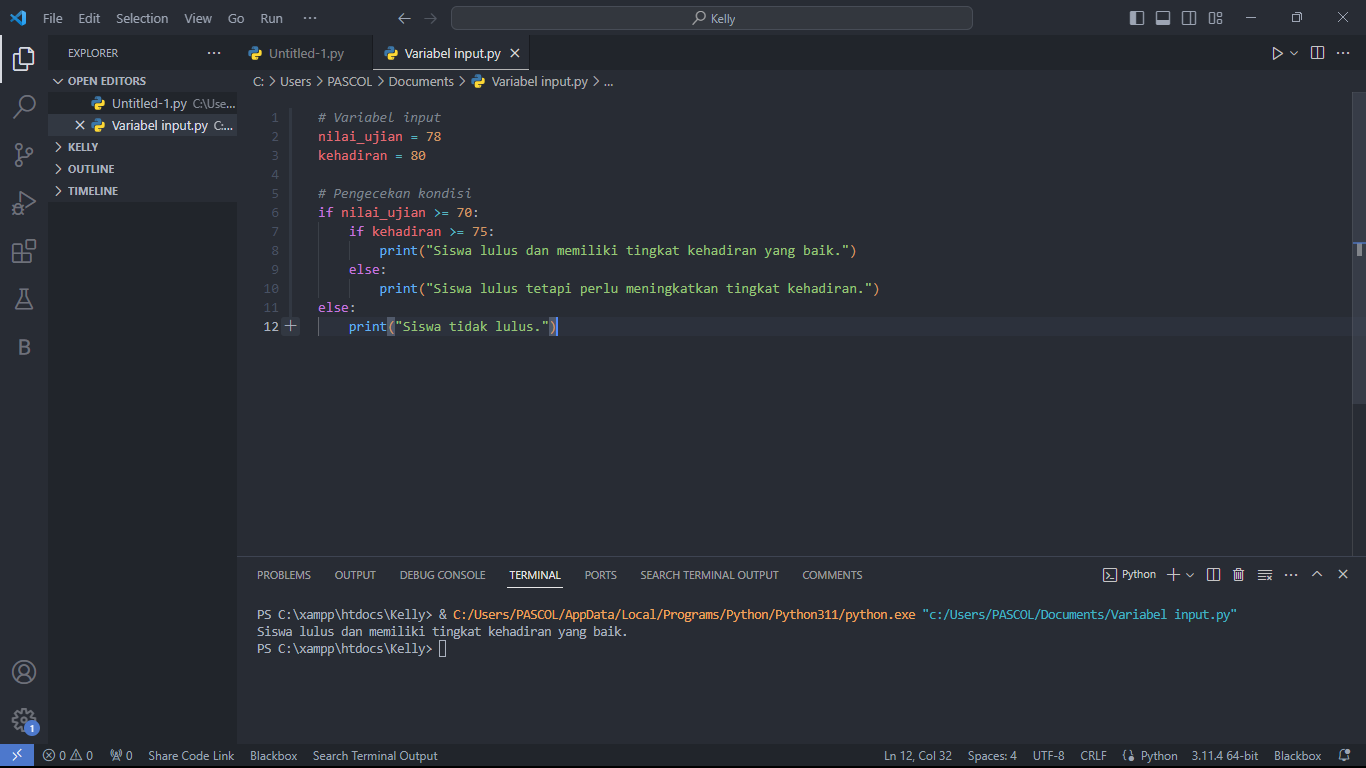 File Edit Selection View Go Run ···
Kelly
EXPLORER ···
OPEN EDITORS
Untitled-1.py C:\Use...
Variabel input.py C:...
KELLY
OUTLINE
TIMELINE
B
1
Untitled-1.py
Variabel input.py
C: > Users > PASCOL > Documents > Variabel input.py > ...
1 # Variabel input
2 nilai_ujian = 78
3 kehadiran = 80
4
5 # Pengecekan kondisi
6 if nilai_ujian >= 70:
7     if kehadiran >= 75:
8         print("Siswa lulus dan memiliki tingkat kehadiran yang baik.")
9     else:
10         print("Siswa lulus tetapi perlu meningkatkan tingkat kehadiran.")
11 else:
12     print("Siswa tidak lulus.")
PROBLEMS OUTPUT DEBUG CONSOLE TERMINAL PORTS SEARCH TERMINAL OUTPUT COMMENTS
Python
PS C:\xampp\htdocs\Kelly> & C:/Users/PASCOL/AppData/Local/Programs/Python/Python311/python.exe "c:/Users/PASCOL/Documents/Variabel input.py"
Siswa lulus dan memiliki tingkat kehadiran yang baik.
PS C:\xampp\htdocs\Kelly>
0 0 0 Share Code Link Blackbox Search Terminal Output
Ln 12, Col 32 Spaces: 4 UTF-8 CRLF Python 3.11.4 64-bit Blackbox